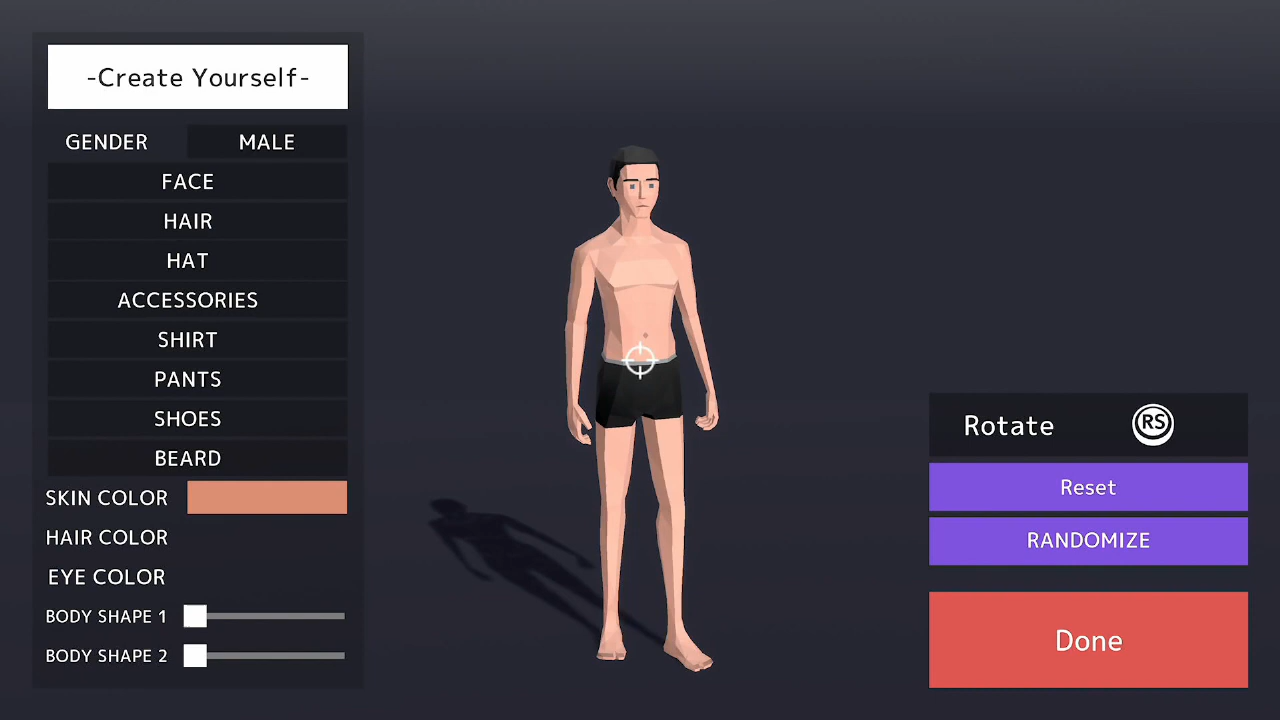 -Create Yourself-
GENDER MALE
FACE
HAIR
HAT
ACCESSORIES
SHIRT
PANTS
SHOES
BEARD
SKIN COLOR
HAIR COLOR
EYE COLOR
BODY SHAPE 1
BODY SHAPE 2
Rotate RS
Reset
RANDOMIZE
Done